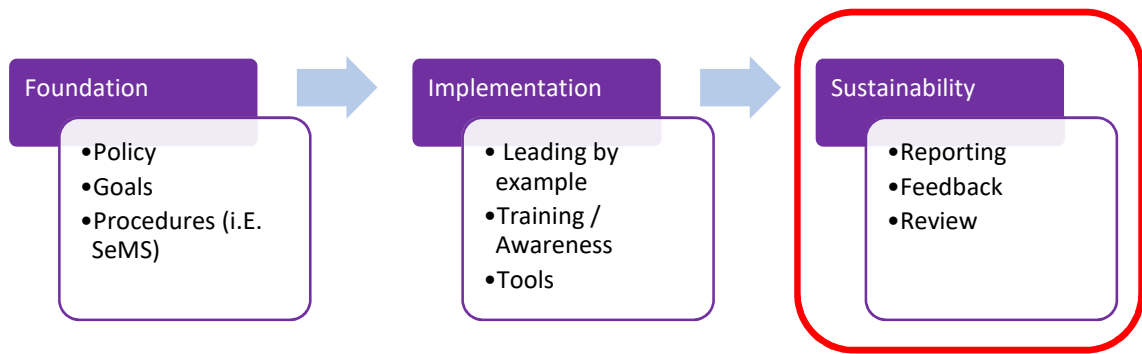 Foundation
•Policy
•Goals
•Procedures (i.E.
SeMS)
Implementation
• Leading by
example
•Training /
Awareness
•Tools
Sustainability
•Reporting
•Feedback
•Review